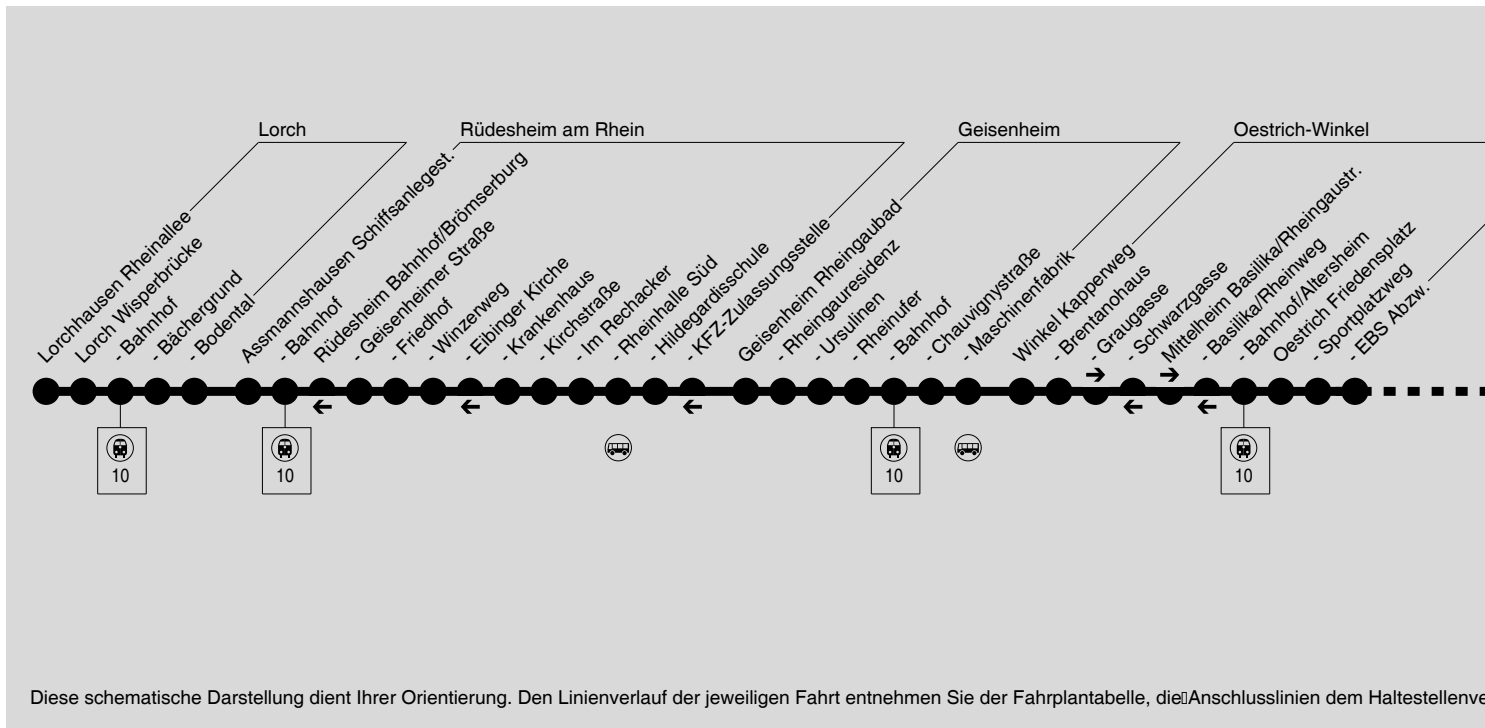 Lorch
Rüdesheim am Rhein
Geisenheim
Oestrich-Winkel
Lorchhausen Rheinallee
Lorch Wisperbrücke
- Bahnhof
- Bächergrund
- Bodental
Assmannshausen Schiffsanlegest.
- Bahnhof
Rüdesheim Bahnhof/Brömserburg
- Geisenheimer Straße
- Friedhof
- Winzerweg
- Eibinger Kirche
- Krankenhaus
- Kirchstraße
- Im Rechacker
- Rheinhalle Süd
- Hildegardisschule
- KFZ-Zulassungsstelle
Geisenheim Rheingaubad
- Rheingauresidenz
- Ursulinen
- Rheinufer
- Bahnhof
- Chauvignystraße
- Maschinenfabrik
Winkel Kapperweg
- Brentanohaus
- Graugasse
- Schwarzgasse
Mittelheim Basilika/Rheingaustr.
- Basilika/Rheinweg
- Bahnhof/Altersheim
Oestrich Friedensplatz
- Sportplatzweg
- EBS Abzw.
10
10
10
10
Diese schematische Darstellung dient Ihrer Orientierung. Den Linienverlauf der jeweiligen Fahrt entnehmen Sie der Fahrplantabelle, die Anschlusslinien dem Haltestellenve